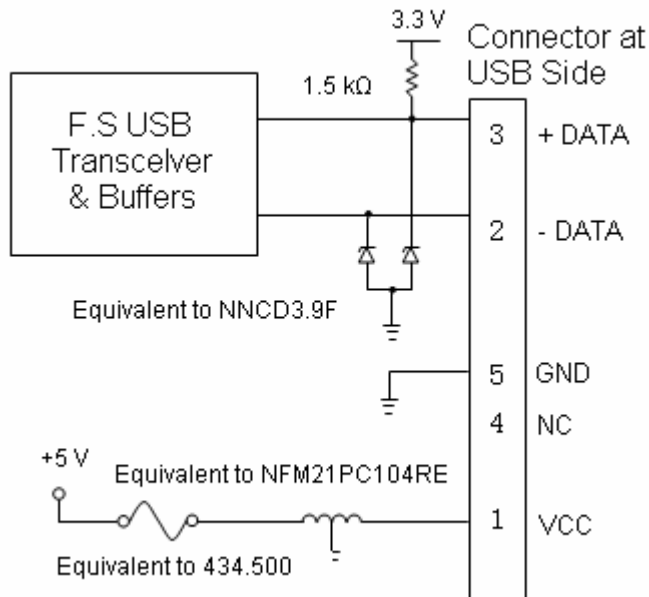 3.3 V
Connector at
USB Side
1.5 kΩ
F.S USB
Transcelver
& Buffers
3 + DATA
2 - DATA
Equivalent to NNCD3.9F
5 GND
4 NC
+5 V
Equivalent to NFM21PC104RE
1 VCC
Equivalent to 434.500